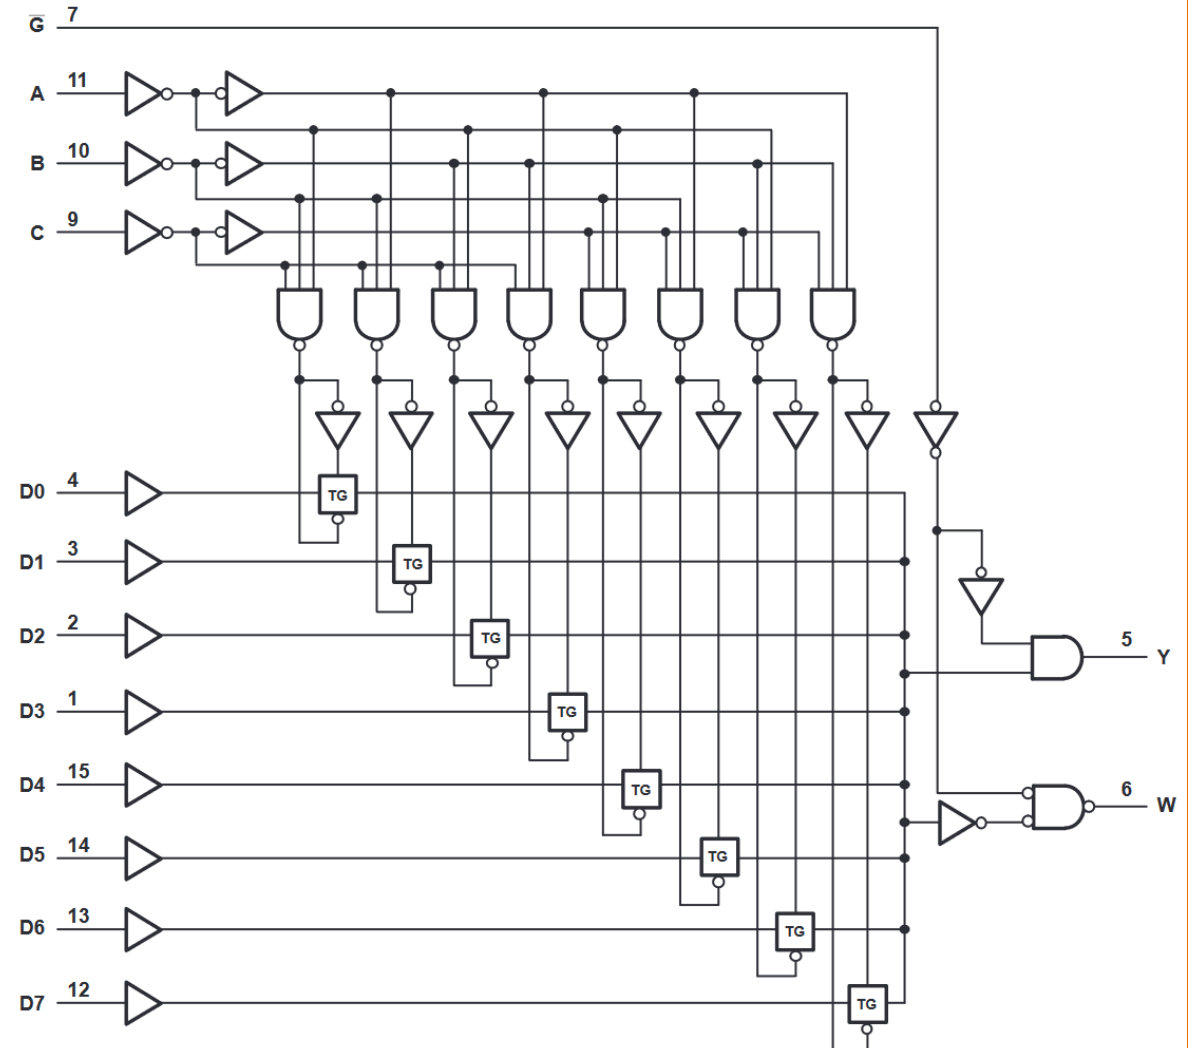 G̅ 7
A 11
B 10
C 9
D0 4 TG
D1 3 TG
D2 2 TG
5 Y
D3 1 TG
D4 15 TG
6 W
D5 14 TG
D6 13 TG
D7 12 TG